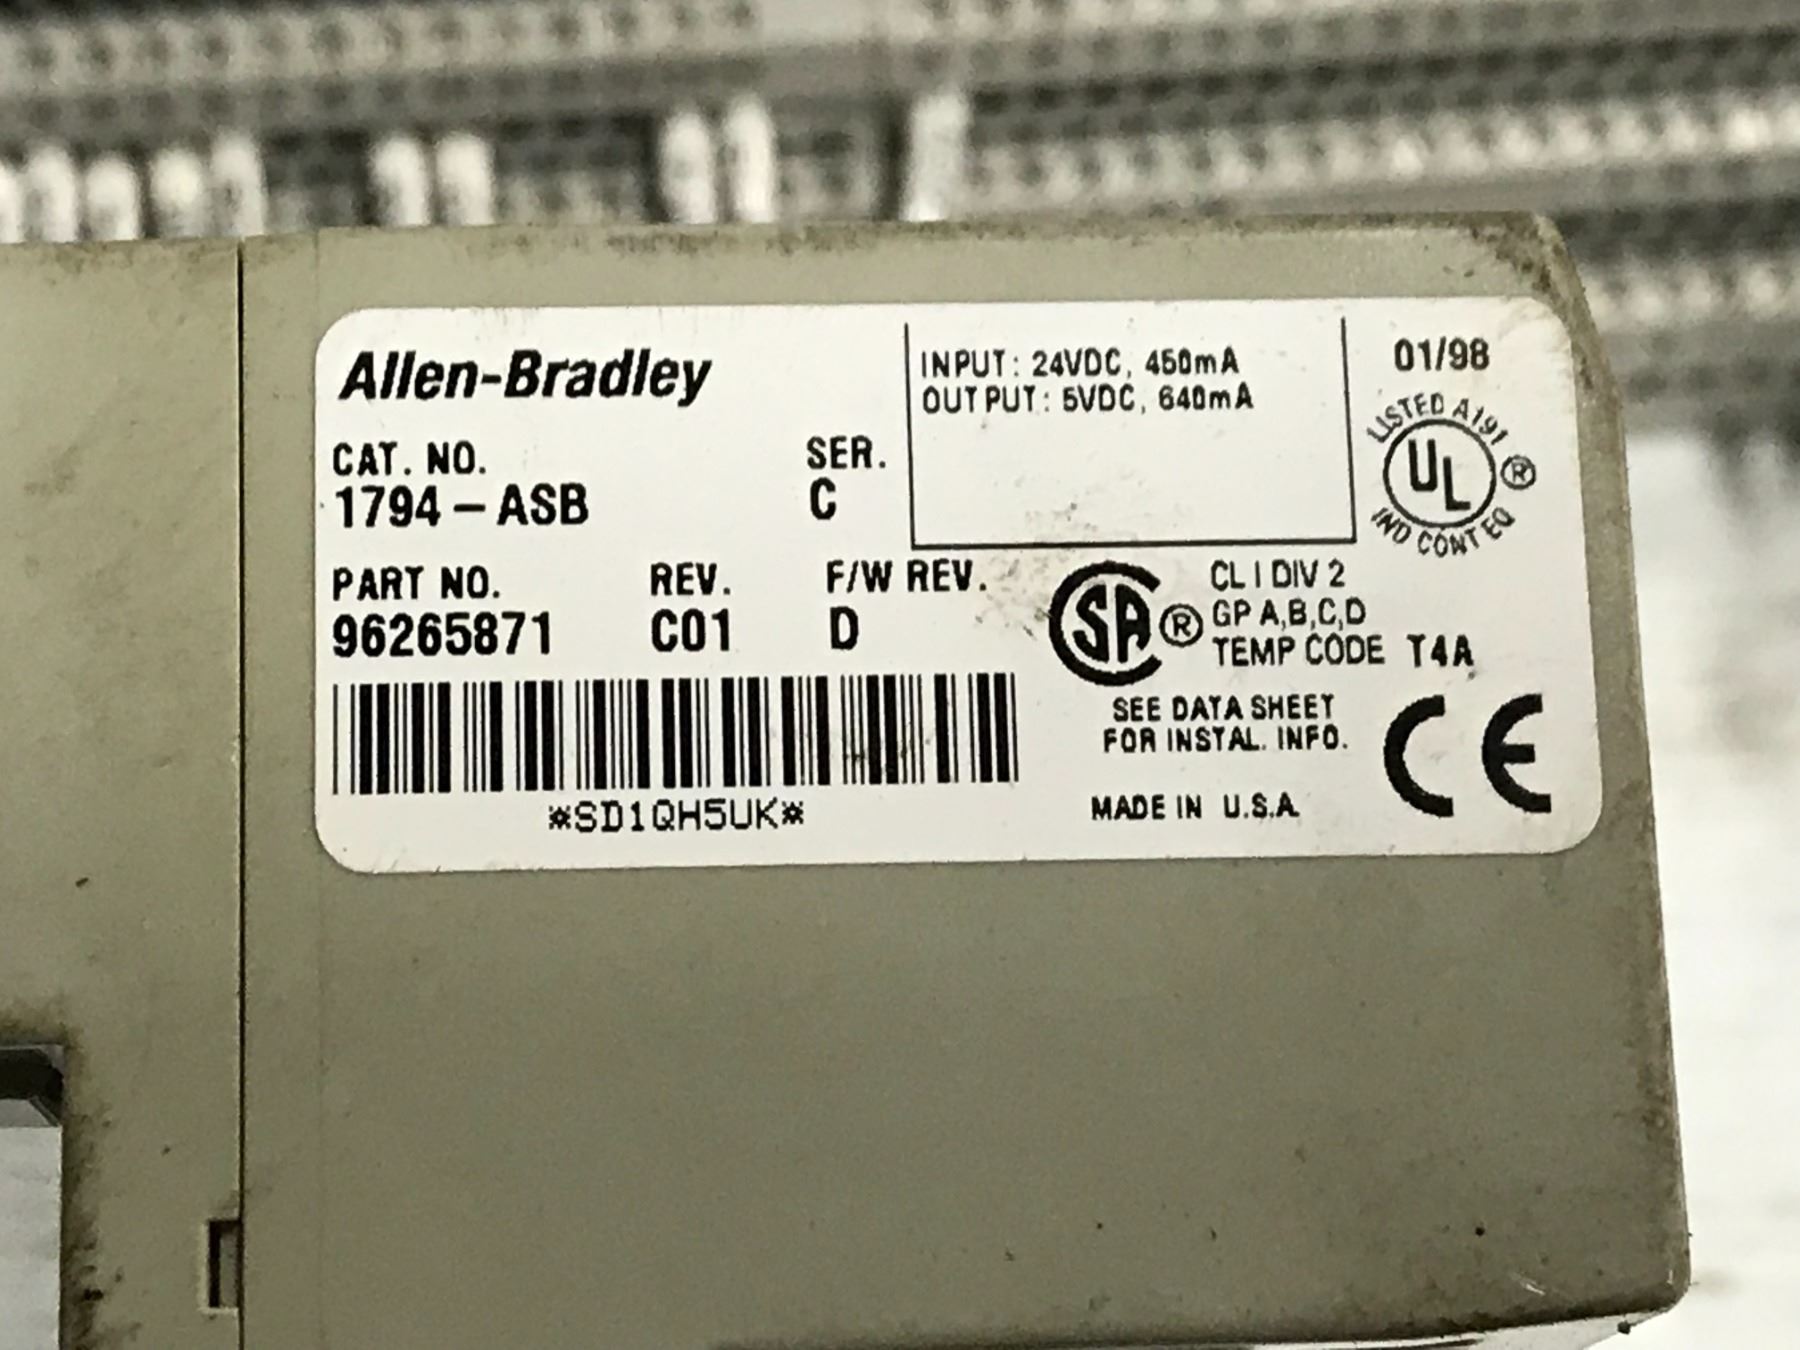 Allen-Bradley
CAT. NO.
1794-ASB
SER.
C
PART NO.
96265871
REV.
C01
F/W REV.
D
*SD1QH5UK*
INPUT: 24VDC, 450mA
OUTPUT: 5VDC, 640mA
01/98
LISTED A191
UL ®
IND CONT EQ
SA ®
CL I DIV 2
GP A,B,C,D
TEMP CODE T4A
SEE DATA SHEET
FOR INSTAL. INFO.
CE
MADE IN U.S.A.